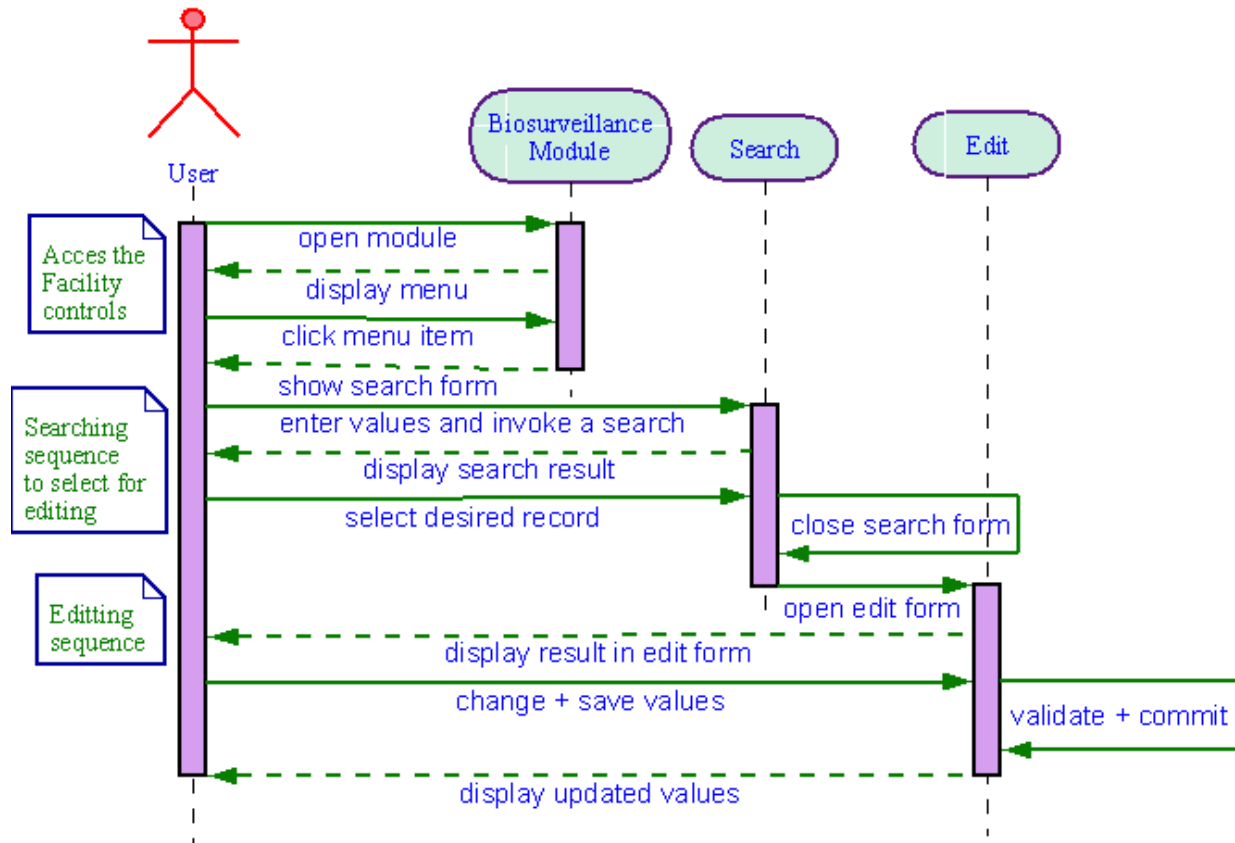 Biosurveillance
Module
Search
Edit
User
Acces the
Facility
controls
open module
display menu
click menu item
show search form
Searching
sequence
to select for
editing
enter values and invoke a search
display search result
select desired record
close search form
Editting
sequence
open edit form
display result in edit form
change + save values
validate + commit
display updated values